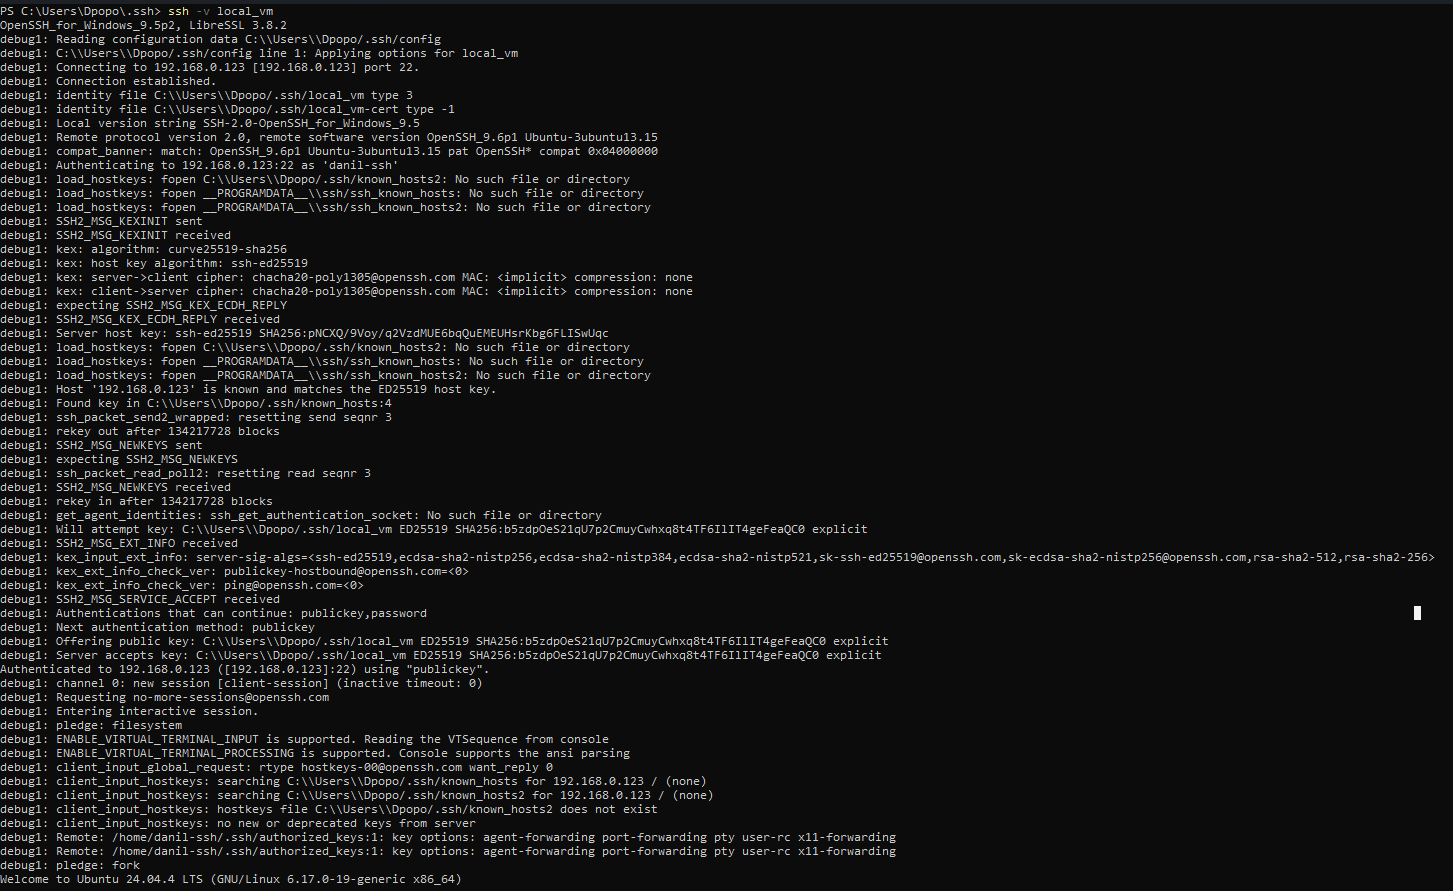 PS C:\Users\Dpopo\.ssh> ssh -v local_vm
OpenSSH_for_Windows_9.5p2, LibreSSL 3.8.2
debug1: Reading configuration data C:\\Users\\Dpopo/.ssh/config
debug1: C:\\Users\\Dpopo/.ssh/config line 1: Applying options for local_vm
debug1: Connecting to 192.168.0.123 [192.168.0.123] port 22.
debug1: Connection established.
debug1: identity file C:\\Users\\Dpopo/.ssh/local_vm type 3
debug1: identity file C:\\Users\\Dpopo/.ssh/local_vm-cert type -1
debug1: Local version string SSH-2.0-OpenSSH_for_Windows_9.5
debug1: Remote protocol version 2.0, remote software version OpenSSH_9.6p1 Ubuntu-3ubuntu13.15
debug1: compat_banner: match: OpenSSH_9.6p1 Ubuntu-3ubuntu13.15 pat OpenSSH* compat 0x04000000
debug1: Authenticating to 192.168.0.123:22 as 'danil-ssh'
debug1: load_hostkeys: fopen C:\\Users\\Dpopo/.ssh/known_hosts2: No such file or directory
debug1: load_hostkeys: fopen __PROGRAMDATA__\\ssh/ssh_known_hosts: No such file or directory
debug1: load_hostkeys: fopen __PROGRAMDATA__\\ssh/ssh_known_hosts2: No such file or directory
debug1: SSH2_MSG_KEXINIT sent
debug1: SSH2_MSG_KEXINIT received
debug1: kex: algorithm: curve25519-sha256
debug1: kex: host key algorithm: ssh-ed25519
debug1: kex: server->client cipher: chacha20-poly1305@openssh.com MAC: <implicit> compression: none
debug1: kex: client->server cipher: chacha20-poly1305@openssh.com MAC: <implicit> compression: none
debug1: expecting SSH2_MSG_KEX_ECDH_REPLY
debug1: SSH2_MSG_KEX_ECDH_REPLY received
debug1: Server host key: ssh-ed25519 SHA256:pNCXQ/9Voy/q2VzdMUE6bqQuEMEUHsrKbg6FLISwUqc
debug1: load_hostkeys: fopen C:\\Users\\Dpopo/.ssh/known_hosts2: No such file or directory
debug1: load_hostkeys: fopen __PROGRAMDATA__\\ssh/ssh_known_hosts: No such file or directory
debug1: load_hostkeys: fopen __PROGRAMDATA__\\ssh/ssh_known_hosts2: No such file or directory
debug1: Host '192.168.0.123' is known and matches the ED25519 host key.
debug1: Found key in C:\\Users\\Dpopo/.ssh/known_hosts:4
debug1: ssh_packet_send2_wrapped: resetting send seqnr 3
debug1: rekey out after 134217728 blocks
debug1: SSH2_MSG_NEWKEYS sent
debug1: expecting SSH2_MSG_NEWKEYS
debug1: ssh_packet_read_poll2: resetting read seqnr 3
debug1: SSH2_MSG_NEWKEYS received
debug1: rekey in after 134217728 blocks
debug1: get_agent_identities: ssh_get_authentication_socket: No such file or directory
debug1: Will attempt key: C:\\Users\\Dpopo/.ssh/local_vm ED25519 SHA256:b5zdpOeS21qU7p2CmuyCwhxq8t4TF6IlIT4geFeaQC0 explicit
debug1: SSH2_MSG_EXT_INFO received
debug1: kex_input_ext_info: server-sig-algs=<ssh-ed25519,ecdsa-sha2-nistp256,ecdsa-sha2-nistp384,ecdsa-sha2-nistp521,sk-ssh-ed25519@openssh.com,sk-ecdsa-sha2-nistp256@openssh.com,rsa-sha2-512,rsa-sha2-256>
debug1: kex_ext_info_check_ver: publickey-hostbound@openssh.com=<0>
debug1: kex_ext_info_check_ver: ping@openssh.com=<0>
debug1: SSH2_MSG_SERVICE_ACCEPT received
debug1: Authentications that can continue: publickey,password
debug1: Next authentication method: publickey
debug1: Offering public key: C:\\Users\\Dpopo/.ssh/local_vm ED25519 SHA256:b5zdpOeS21qU7p2CmuyCwhxq8t4TF6IlIT4geFeaQC0 explicit
debug1: Server accepts key: C:\\Users\\Dpopo/.ssh/local_vm ED25519 SHA256:b5zdpOeS21qU7p2CmuyCwhxq8t4TF6IlIT4geFeaQC0 explicit
Authenticated to 192.168.0.123 ([192.168.0.123]:22) using "publickey".
debug1: channel 0: new session [client-session] (inactive timeout: 0)
debug1: Requesting no-more-sessions@openssh.com
debug1: Entering interactive session.
debug1: pledge: filesystem
debug1: ENABLE_VIRTUAL_TERMINAL_INPUT is supported. Reading the VTSequence from console
debug1: ENABLE_VIRTUAL_TERMINAL_PROCESSING is supported. Console supports the ansi parsing
debug1: client_input_global_request: rtype hostkeys-00@openssh.com want_reply 0
debug1: client_input_hostkeys: searching C:\\Users\\Dpopo/.ssh/known_hosts for 192.168.0.123 / (none)
debug1: client_input_hostkeys: searching C:\\Users\\Dpopo/.ssh/known_hosts2 for 192.168.0.123 / (none)
debug1: client_input_hostkeys: hostkeys file C:\\Users\\Dpopo/.ssh/known_hosts2 does not exist
debug1: client_input_hostkeys: no new or deprecated keys from server
debug1: Remote: /home/danil-ssh/.ssh/authorized_keys:1: key options: agent-forwarding port-forwarding pty user-rc x11-forwarding
debug1: Remote: /home/danil-ssh/.ssh/authorized_keys:1: key options: agent-forwarding port-forwarding pty user-rc x11-forwarding
debug1: pledge: fork
Welcome to Ubuntu 24.04.4 LTS (GNU/Linux 6.17.0-19-generic x86_64)